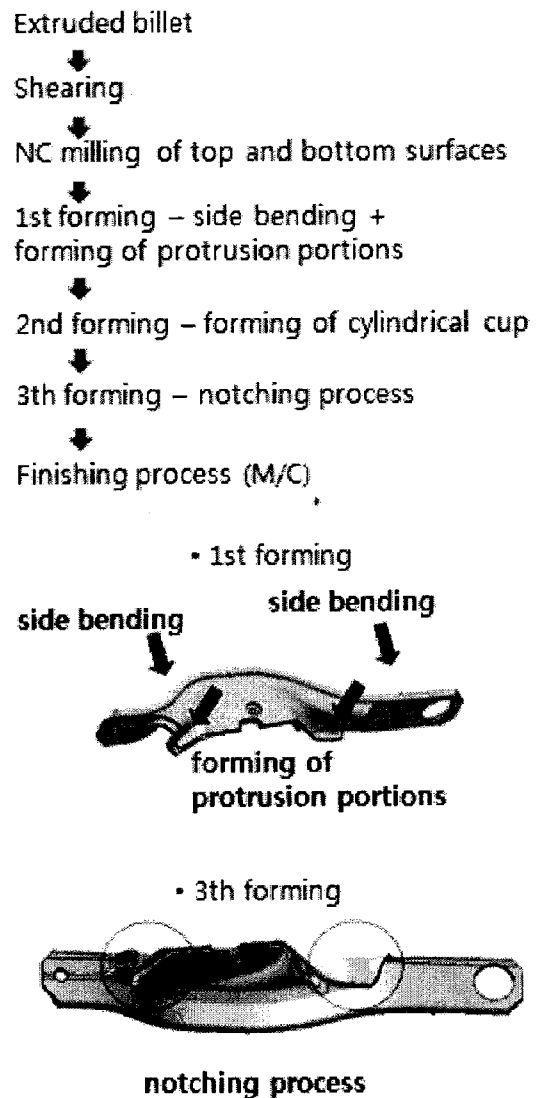 Extruded billet
Shearing
NC milling of top and bottom surfaces
1st forming – side bending +
forming of protrusion portions
2nd forming – forming of cylindrical cup
3th forming – notching process
Finishing process (M/C)
• 1st forming
side bending
side bending
forming of
protrusion portions
• 3th forming
notching process